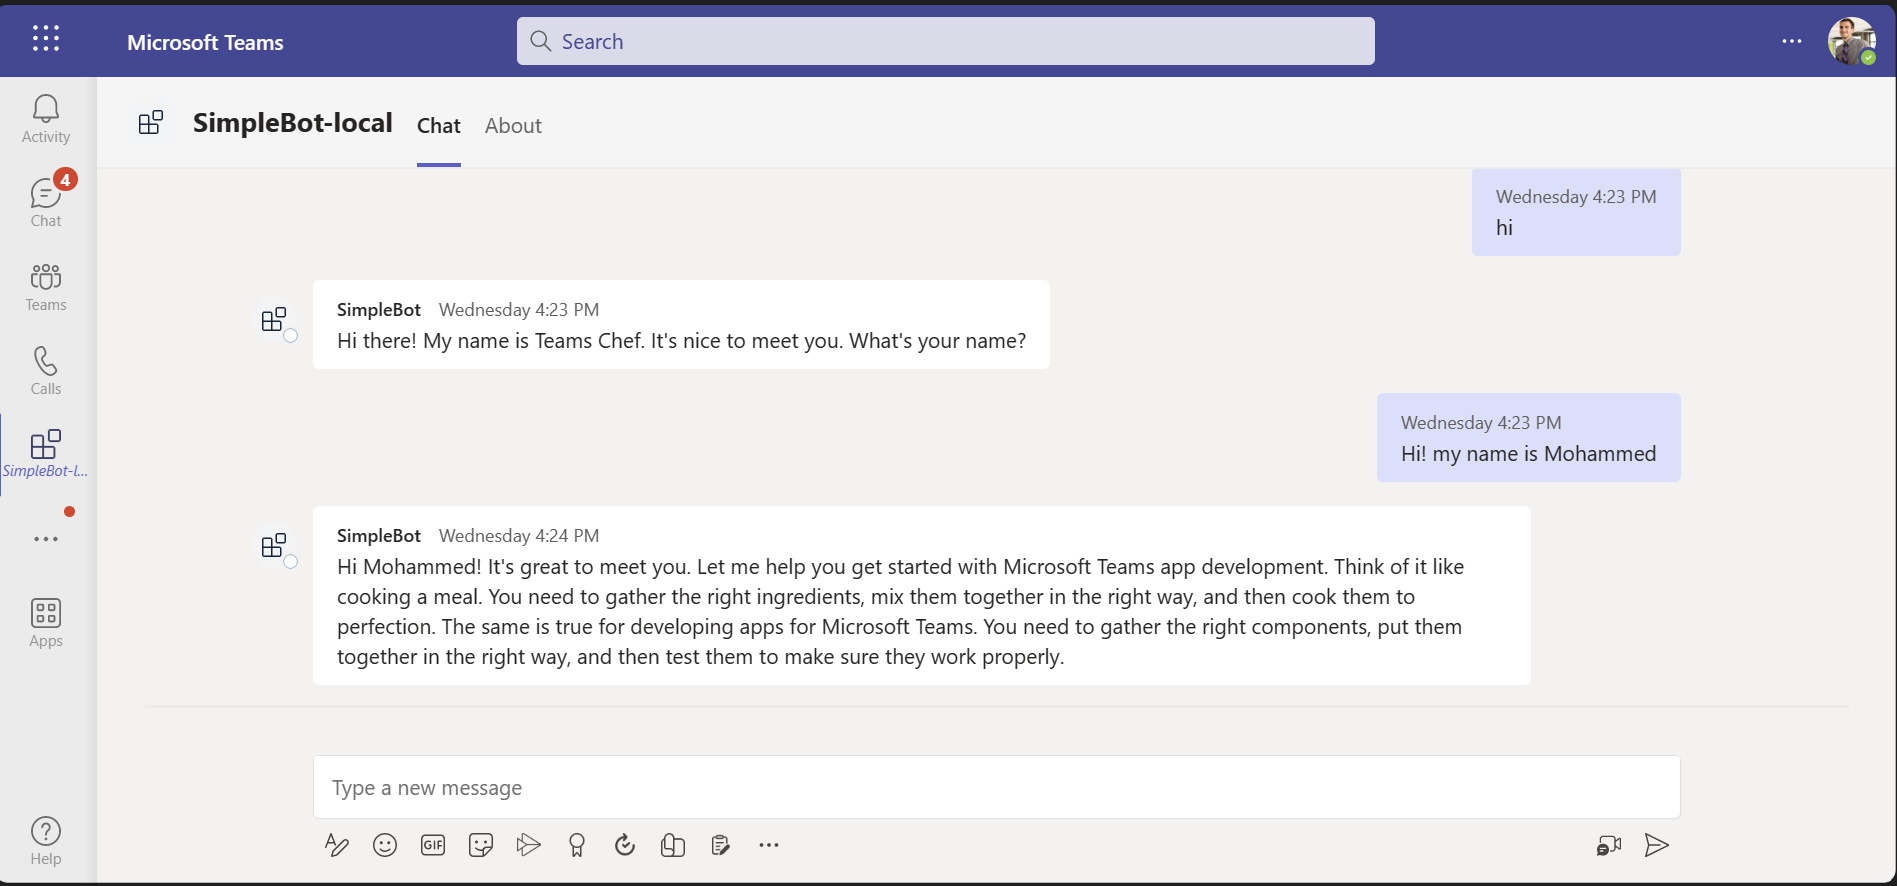 Microsoft Teams
Search
Activity
4
Chat
Teams
Calls
SimpleBot-l...
Apps
Help
SimpleBot-local Chat About
Wednesday 4:23 PM
hi
SimpleBot Wednesday 4:23 PM
Hi there! My name is Teams Chef. It's nice to meet you. What's your name?
Wednesday 4:23 PM
Hi! my name is Mohammed
SimpleBot Wednesday 4:24 PM
Hi Mohammed! It's great to meet you. Let me help you get started with Microsoft Teams app development. Think of it like
cooking a meal. You need to gather the right ingredients, mix them together in the right way, and then cook them to
perfection. The same is true for developing apps for Microsoft Teams. You need to gather the right components, put them
together in the right way, and then test them to make sure they work properly.
Type a new message
GIF